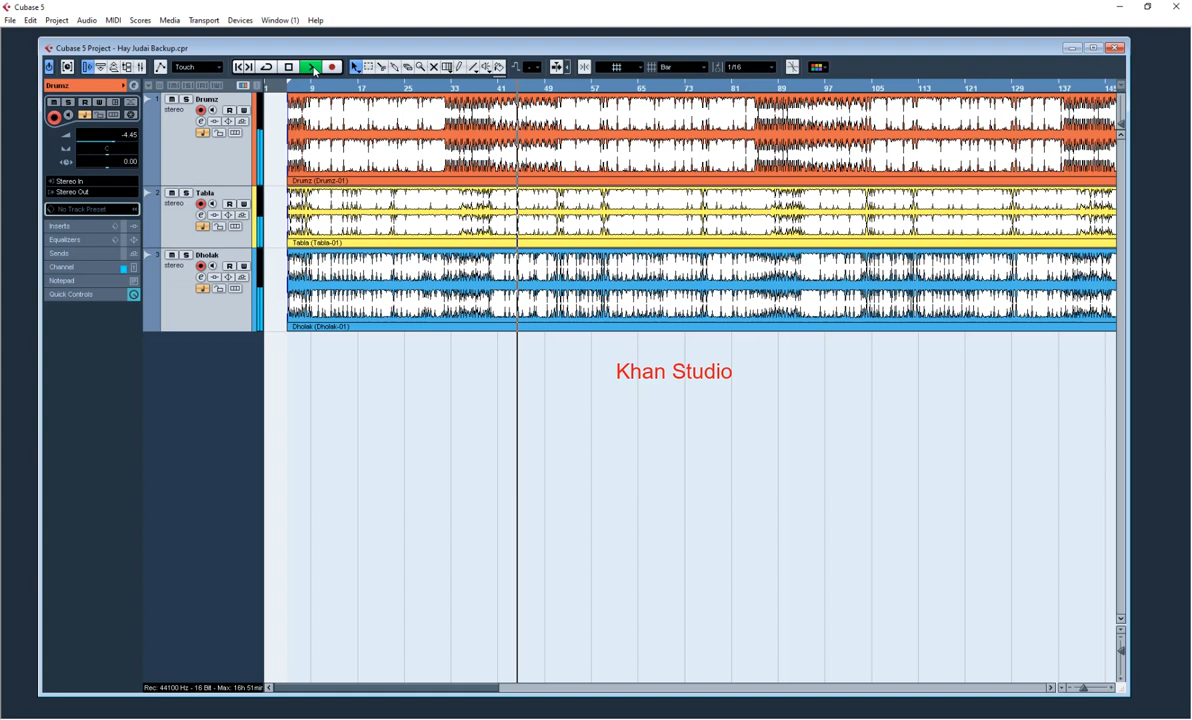 Cubase 5
File Edit Project Audio MIDI Scores Media Transport Devices Window (1) Help
Cubase 5 Project - Hay Judai Backup.cpr
Touch
Bar
1/16
Drumz
1 9 17 25 33 41 49 57 65 73 81 89 97 105 113 121 129 137 145
1 M S Drumz
stereo
R W
M S R W
-4.45
C
0.00
Drumz (Drumz-01)
Stereo In
Stereo Out
2 M S Tabla
stereo
R W
No Track Preset
Inserts
Equalizers
Sends
Channel
Notepad
Quick Controls
Tabla (Tabla-01)
3 M S Dholak
stereo
R W
Dholak (Dholak-01)
Khan Studio
Rec: 44100 Hz - 16 Bit - Max: 16h 51min